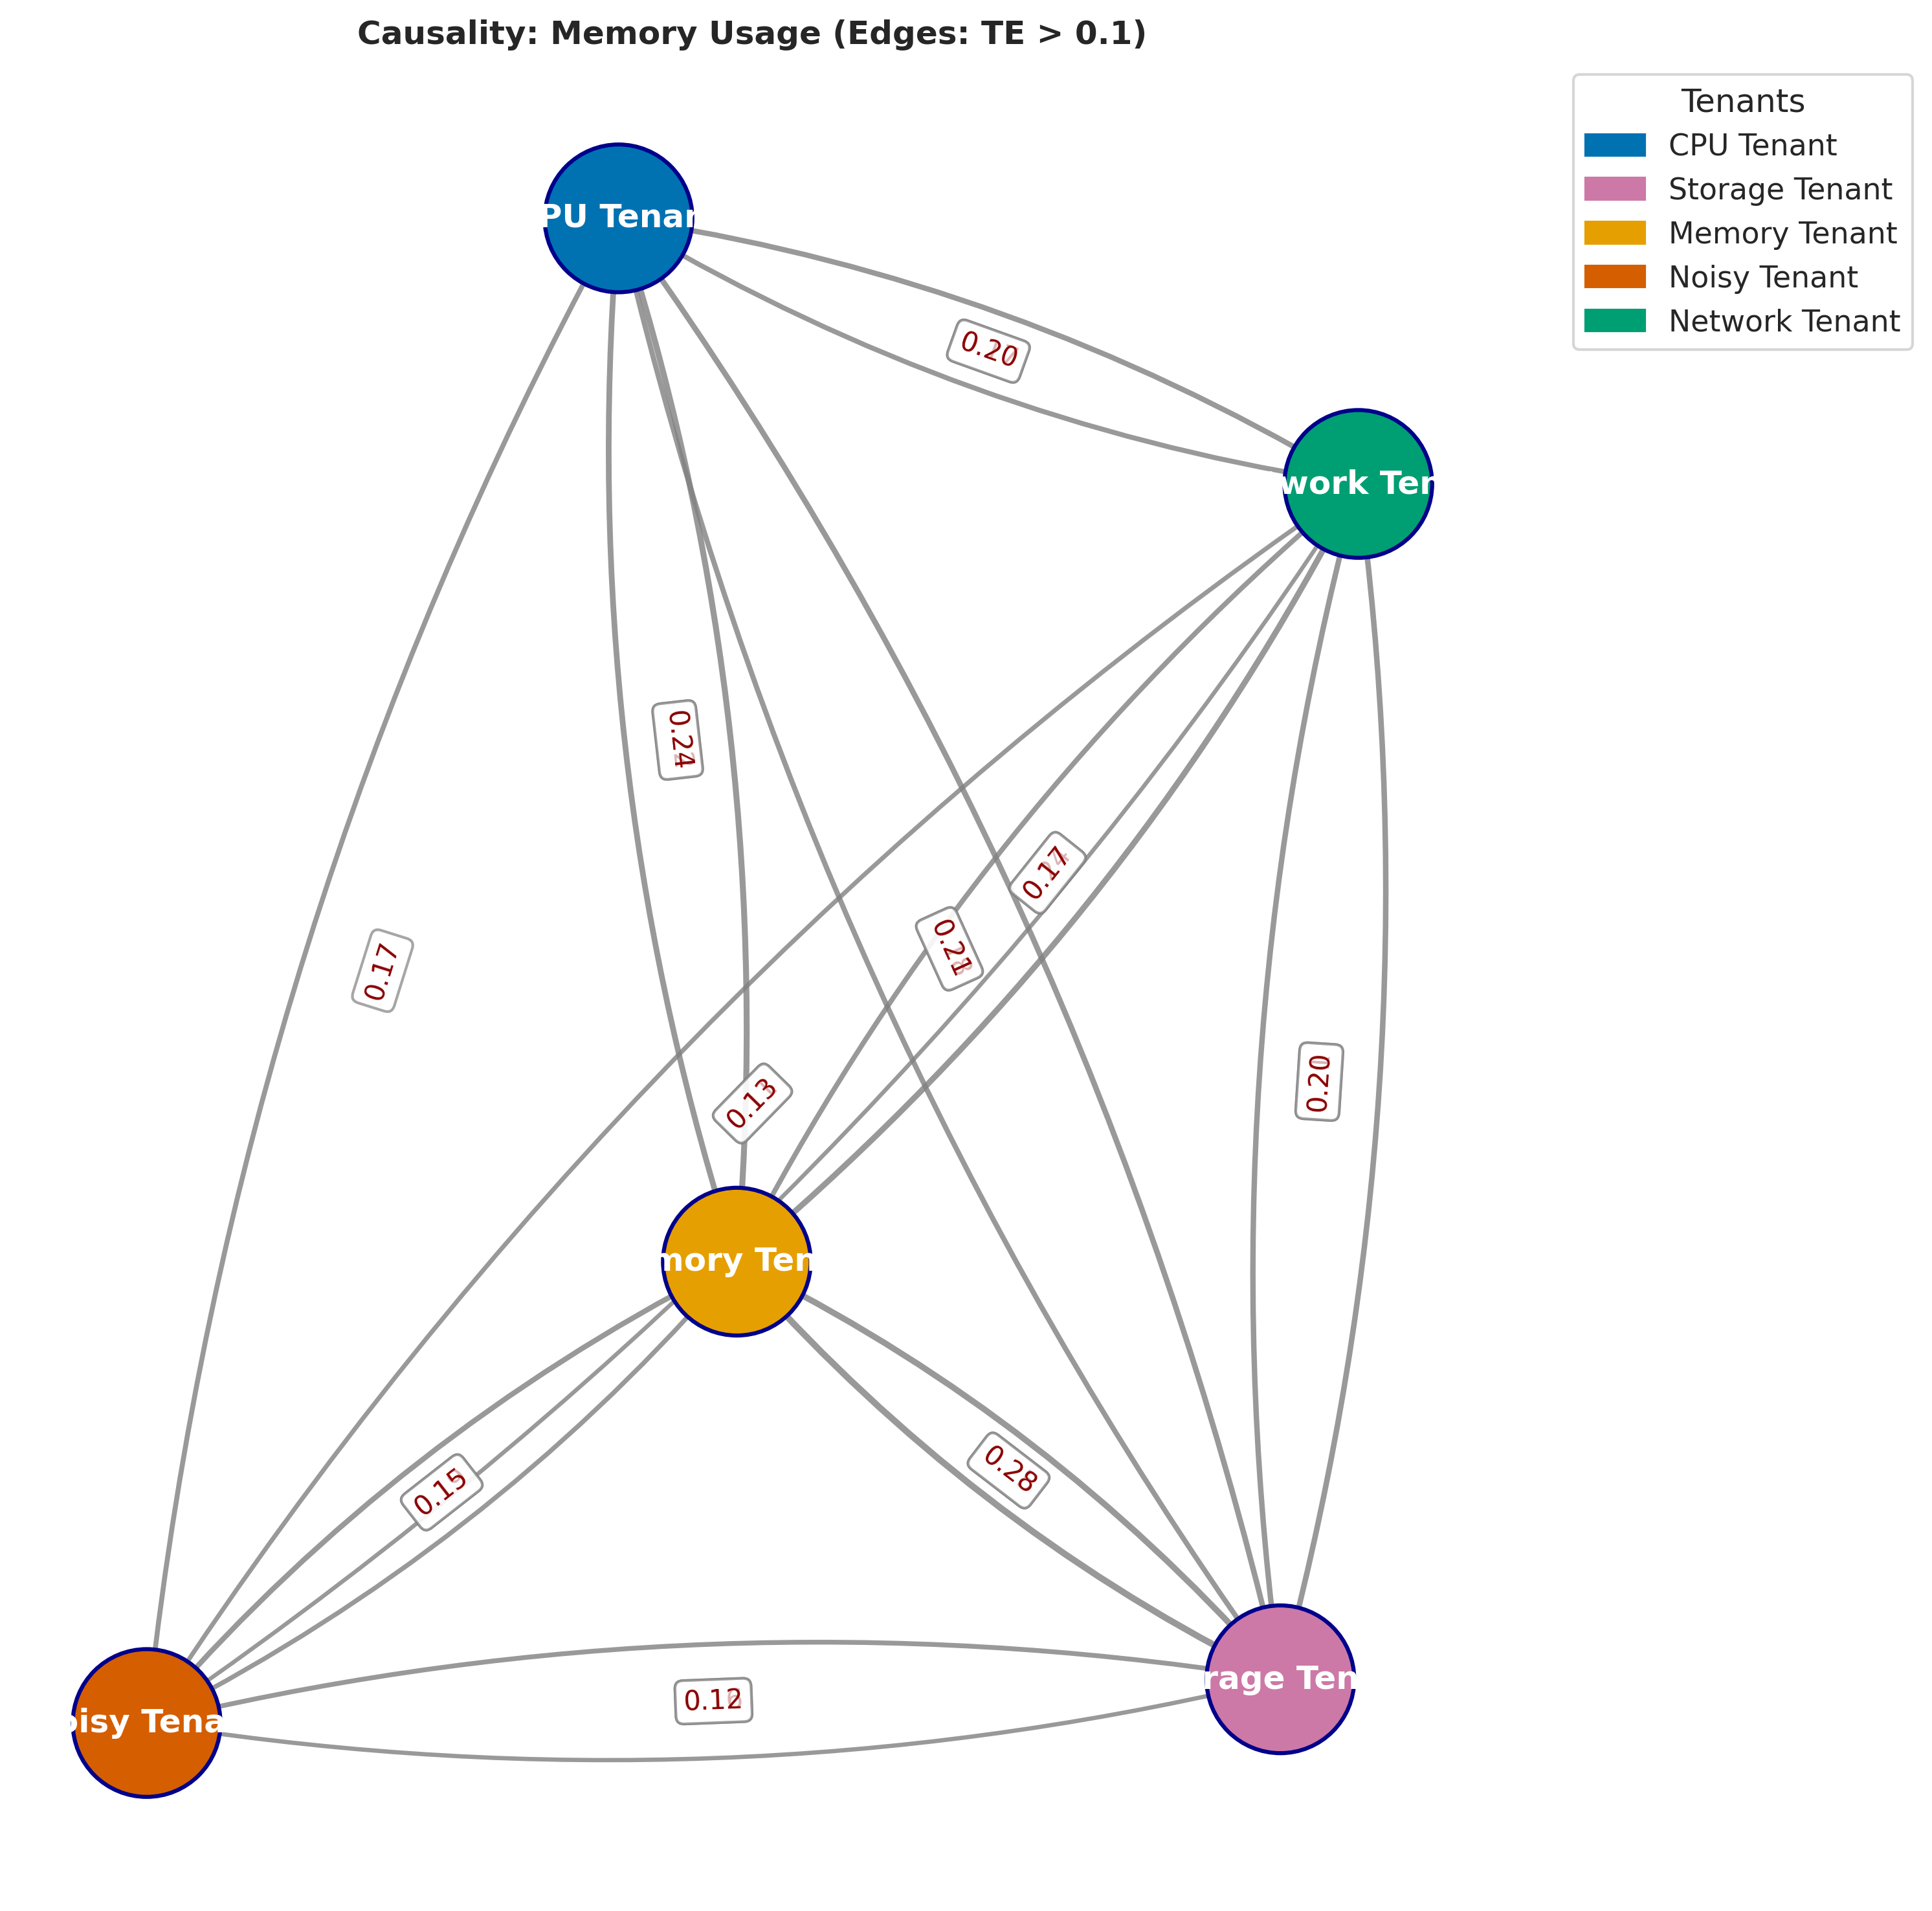 Causality: Memory Usage (Edges: TE > 0.1)
Tenants
CPU Tenant
Storage Tenant
Memory Tenant
Noisy Tenant
Network Tenant
PU Tenan
0.20
work Ten
0.24
0.17
0.21
0.17
0.20
0.13
mory Ten
0.28
0.15
rage Ten
0.12
oisy Tena